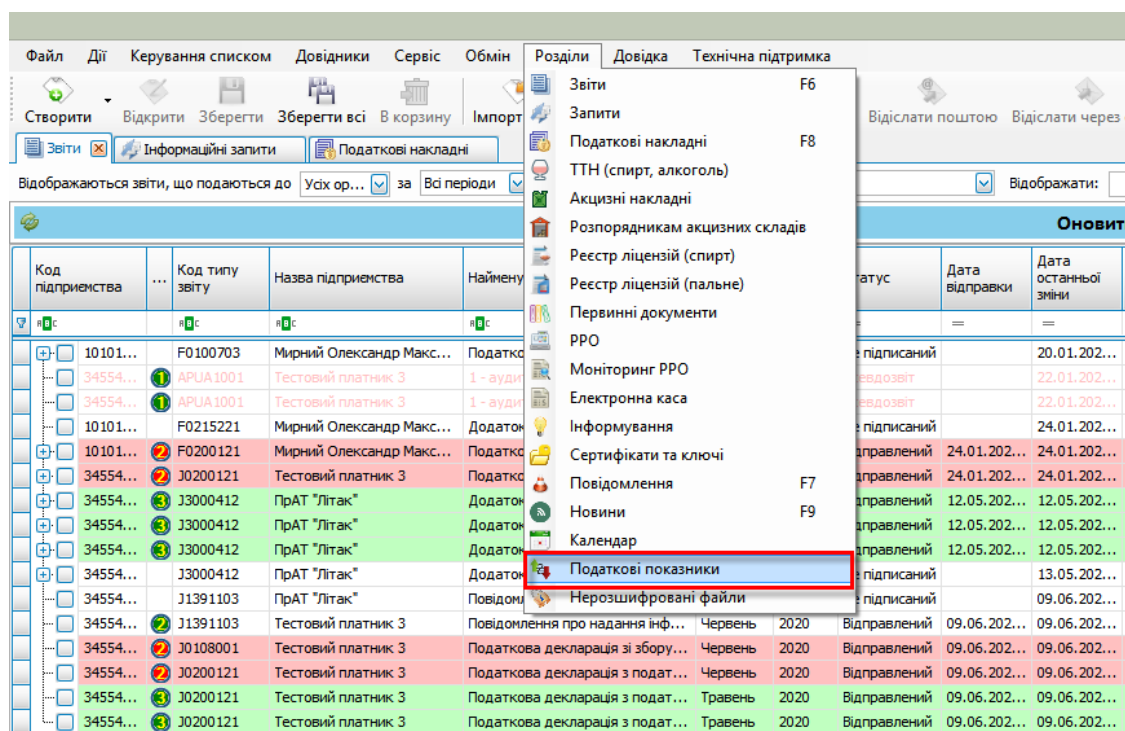 Файл Дії Керування списком Довідники Сервіс Обмін Розділи Довідка Технічна підтримка
Створити Відкрити Зберегти Зберегти всі В корзину Імпорт Відіслати поштою Відіслати через
Звіти Інформаційні запити Податкові накладні
Відображаються звіти, що подаються до Усіх ор... за Всі періоди Відображати:
Оновит
Звіти F6
Запити
Податкові накладні F8
ТТН (спирт, алкоголь)
Акцизні накладні
Розпорядникам акцизних складів
Реєстр ліцензій (спирт)
Реєстр ліцензій (пальне)
Первинні документи
РРО
Моніторинг РРО
Електронна каса
Інформування
Сертифікати та ключі
Повідомлення F7
Новини F9
Календар
Податкові показники
Нерозшифровані файли
Код підприємства ... Код типу звіту Назва підприємства Наймену атус Дата відправки Дата останньої зміни
10101... F0100703 Мирний Олександр Макс... Податко е підписаний 20.01.202...
34554... 1 APUA1001 Тестовий платник 3 1 - ауди евдозвіт 22.01.202...
34554... 1 APUA1001 Тестовий платник 3 1 - ауди евдозвіт 22.01.202...
10101... F0215221 Мирний Олександр Макс... Додаток е підписаний 24.01.202...
10101... 2 F0200121 Мирний Олександр Макс... Податко дправлений 24.01.202... 24.01.202...
34554... 2 J0200121 Тестовий платник 3 Податко дправлений 24.01.202... 24.01.202...
34554... 3 J3000412 ПрАТ "Літак" Додаток дправлений 12.05.202... 12.05.202...
34554... 3 J3000412 ПрАТ "Літак" Додаток дправлений 12.05.202... 12.05.202...
34554... 3 J3000412 ПрАТ "Літак" Додаток дправлений 12.05.202... 12.05.202...
34554... J3000412 ПрАТ "Літак" Додаток е підписаний 13.05.202...
34554... J1391103 ПрАТ "Літак" Повідомл е підписаний 09.06.202...
34554... 2 J1391103 Тестовий платник 3 Повідомлення про надання інф... Червень 2020 Відправлений 09.06.202... 09.06.202...
34554... 2 J0108001 Тестовий платник 3 Податкова декларація зі збору... Червень 2020 Відправлений 09.06.202... 09.06.202...
34554... 2 J0200121 Тестовий платник 3 Податкова декларація з подат... Червень 2020 Відправлений 09.06.202... 09.06.202...
34554... 3 J0200121 Тестовий платник 3 Податкова декларація з подат... Травень 2020 Відправлений 09.06.202... 09.06.202...
34554... 3 J0200121 Тестовий платник 3 Податкова декларація з подат... Травень 2020 Відправлений 09.06.202... 09.06.202...